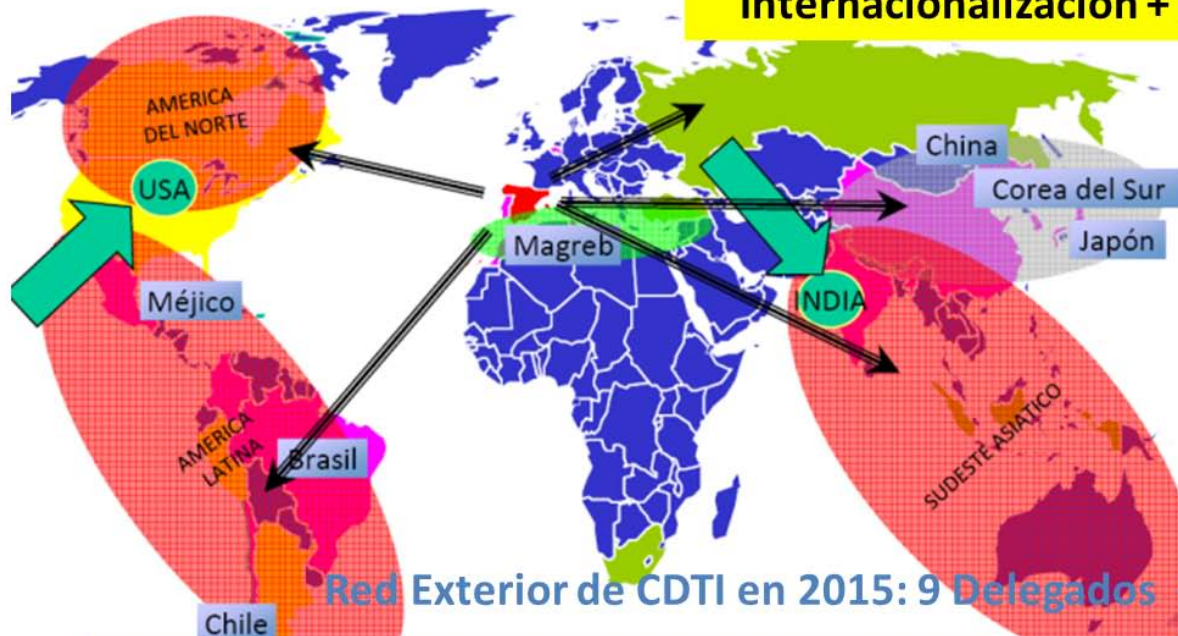 Internacionalización +
AMERICA
DEL NORTE
USA
China
Corea del Sur
Japón
Magreb
Méjico
INDIA
AMERICA
LATINA
Brasil
SUDESTE ASIATICO
Red Exterior de CDTI en 2015: 9 Delegados
Chile